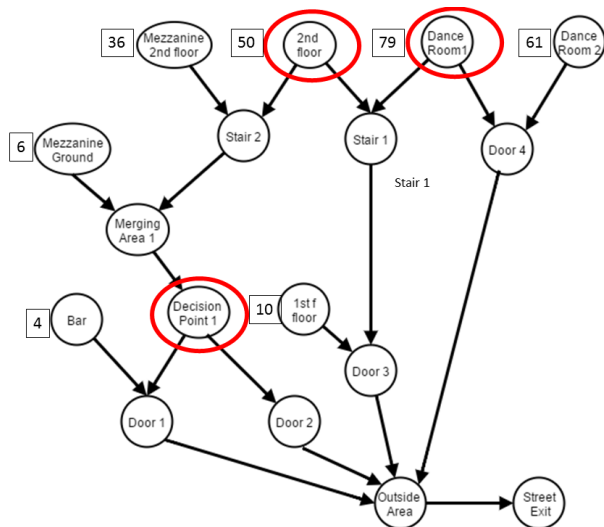 36
Mezzanine
2nd floor
50
2nd
floor
79
Dance
Room1
61
Dance
Room 2
6
Mezzanine
Ground
Stair 2
Stair 1
Door 4
Stair 1
Merging
Area 1
4
Bar
Decision
Point 1
10
1st f
floor
Door 3
Door 1
Door 2
Outside
Area
Street
Exit